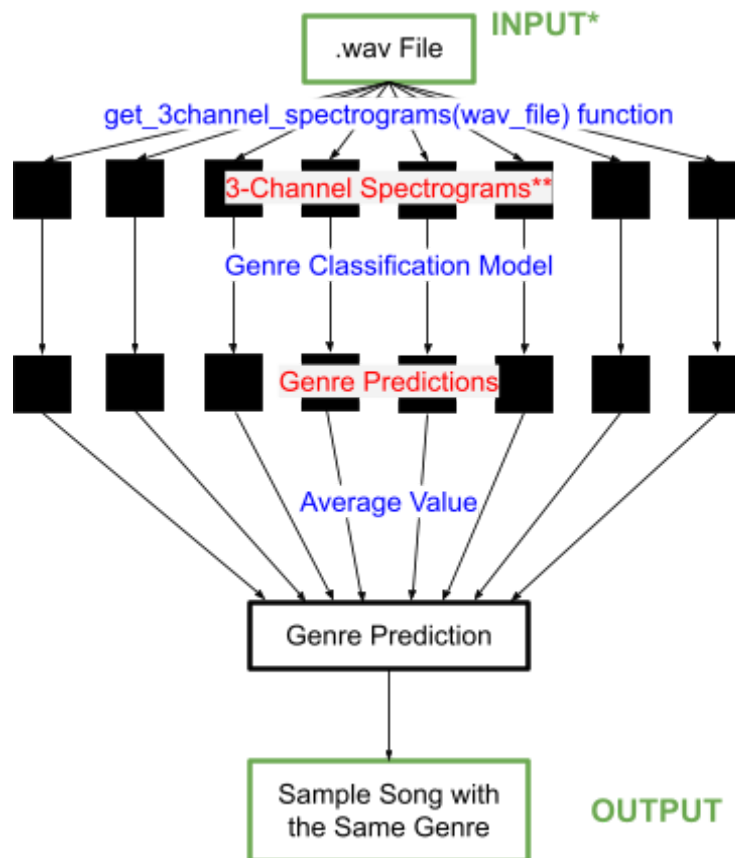 INPUT*
.wav File
get_3channel_spectrograms(wav_file) function
3-Channel Spectrograms**
Genre Classification Model
Genre Predictions
Average Value
Genre Prediction
Sample Song with
the Same Genre
OUTPUT